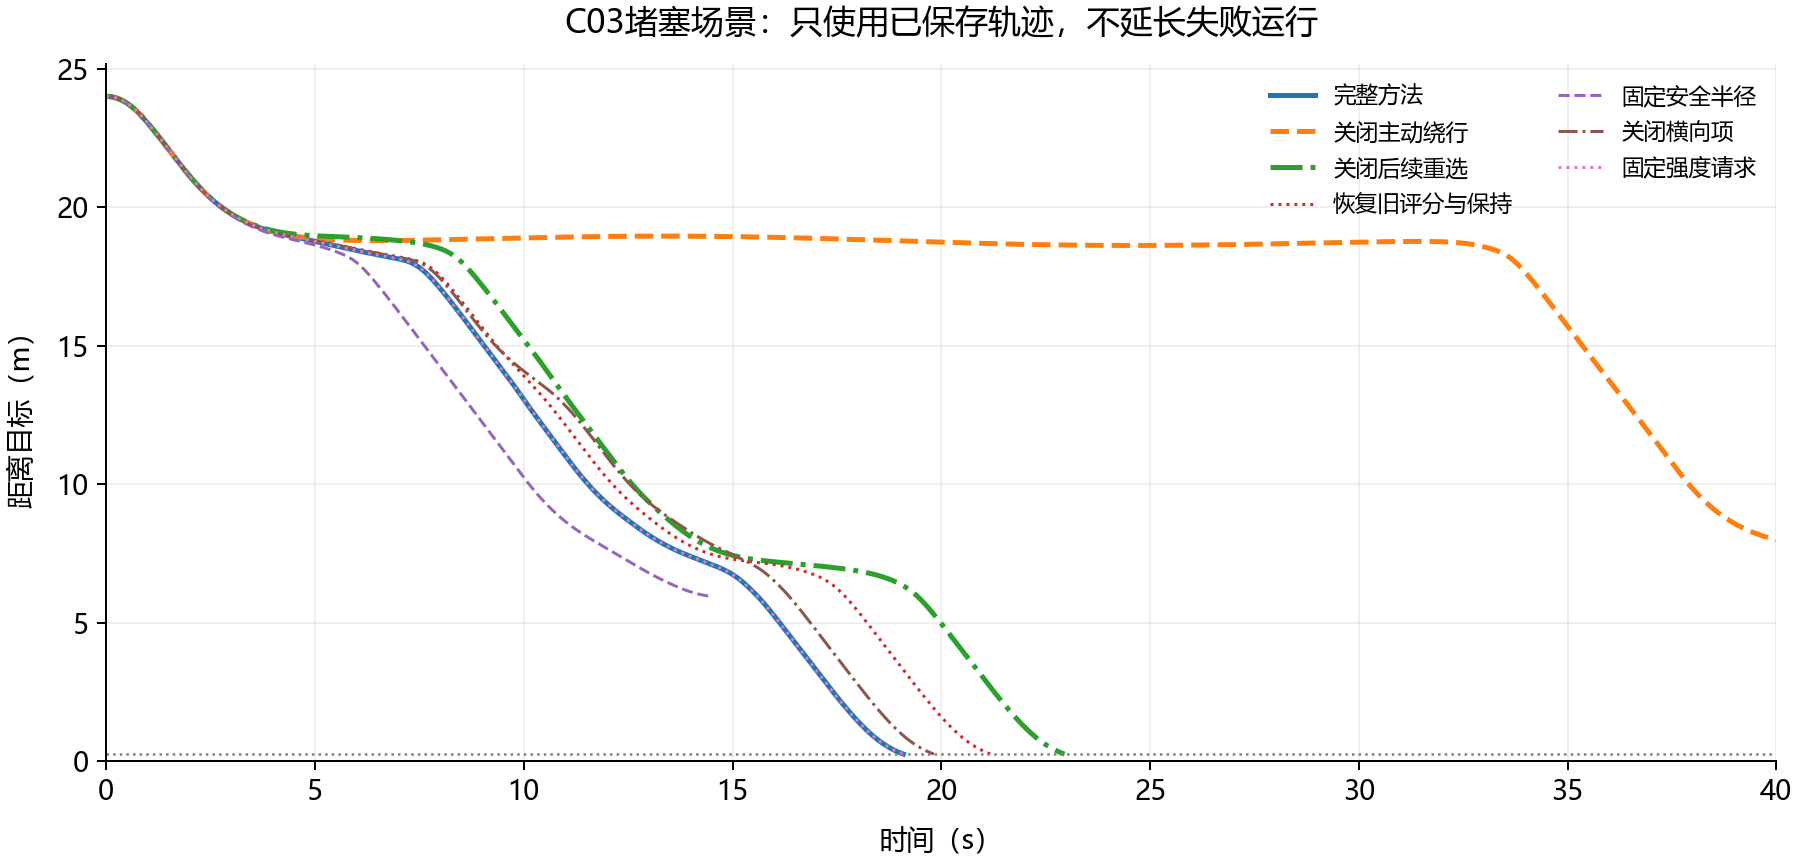 C03堵塞场景：只使用已保存轨迹，不延长失败运行
距离目标（m）
25
20
15
10
5
0
完整方法
关闭主动绕行
关闭后续重选
恢复旧评分与保持
固定安全半径
关闭横向项
固定强度请求
0 5 10 15 20 25 30 35 40
时间（s）